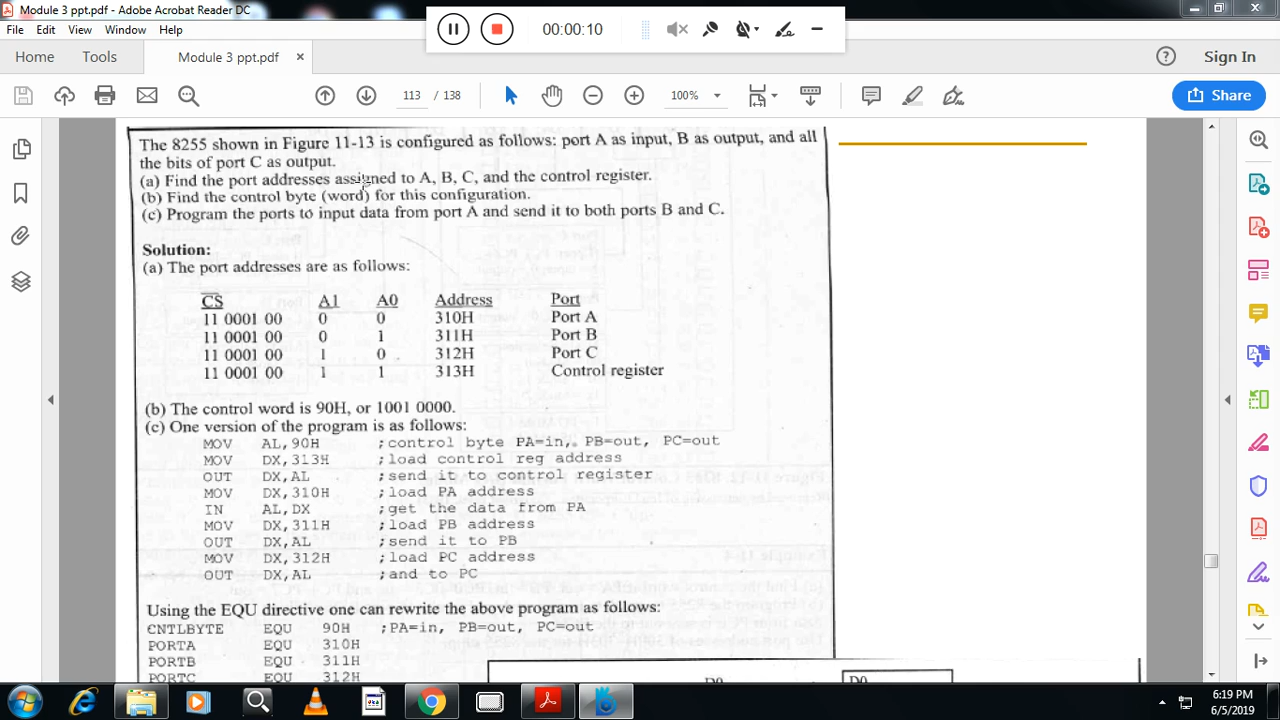 Module 3 ppt.pdf - Adobe Acrobat Reader DC
File Edit View Window Help
00:00:10
Home Tools Module 3 ppt.pdf × Sign In
113 / 138 100% Share
The 8255 shown in Figure 11-13 is configured as follows: port A as input, B as output, and all
the bits of port C as output.
(a) Find the port addresses assigned to A, B, C, and the control register.
(b) Find the control byte (word) for this configuration.
(c) Program the ports to input data from port A and send it to both ports B and C.
Solution:
(a) The port addresses are as follows:
CS A1 A0 Address Port
11 0001 00 0 0 310H Port A
11 0001 00 0 1 311H Port B
11 0001 00 1 0 312H Port C
11 0001 00 1 1 313H Control register
(b) The control word is 90H, or 1001 0000.
(c) One version of the program is as follows:
MOV AL,90H ;control byte PA=in, PB=out, PC=out
MOV DX,313H ;load control reg address
OUT DX,AL ;send it to control register
MOV DX,310H ;load PA address
IN AL,DX ;get the data from PA
MOV DX,311H ;load PB address
OUT DX,AL ;send it to PB
MOV DX,312H ;load PC address
OUT DX,AL ;and to PC
Using the EQU directive one can rewrite the above program as follows:
CNTLBYTE EQU 90H ;PA=in, PB=out, PC=out
PORTA EQU 310H
PORTB EQU 311H
PORTC EQU 312H
D0 D0
6:19 PM
6/5/2019